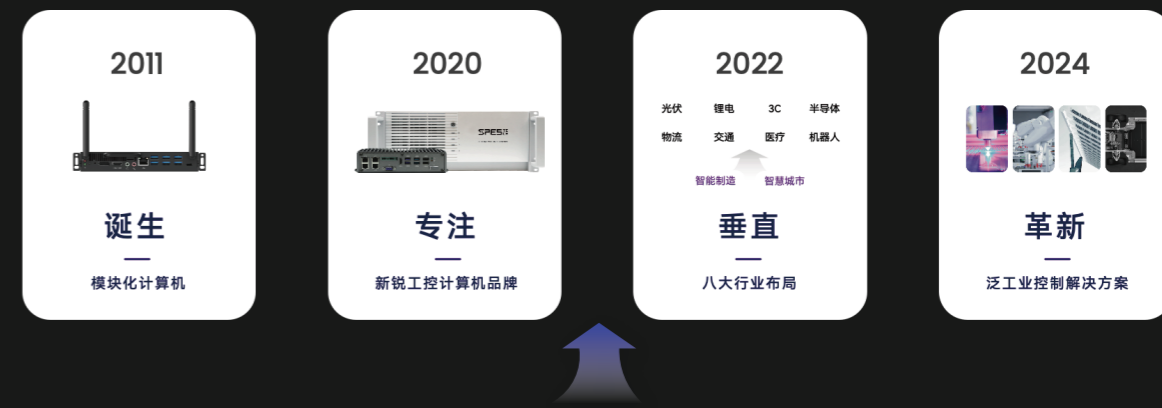 2011
诞生
模块化计算机
2020
SPES
专注
新锐工控计算机品牌
2022
光伏 锂电 3C 半导体
物流 交通 医疗 机器人
智能制造 智慧城市
垂直
八大行业布局
2024
革新
泛工业控制解决方案